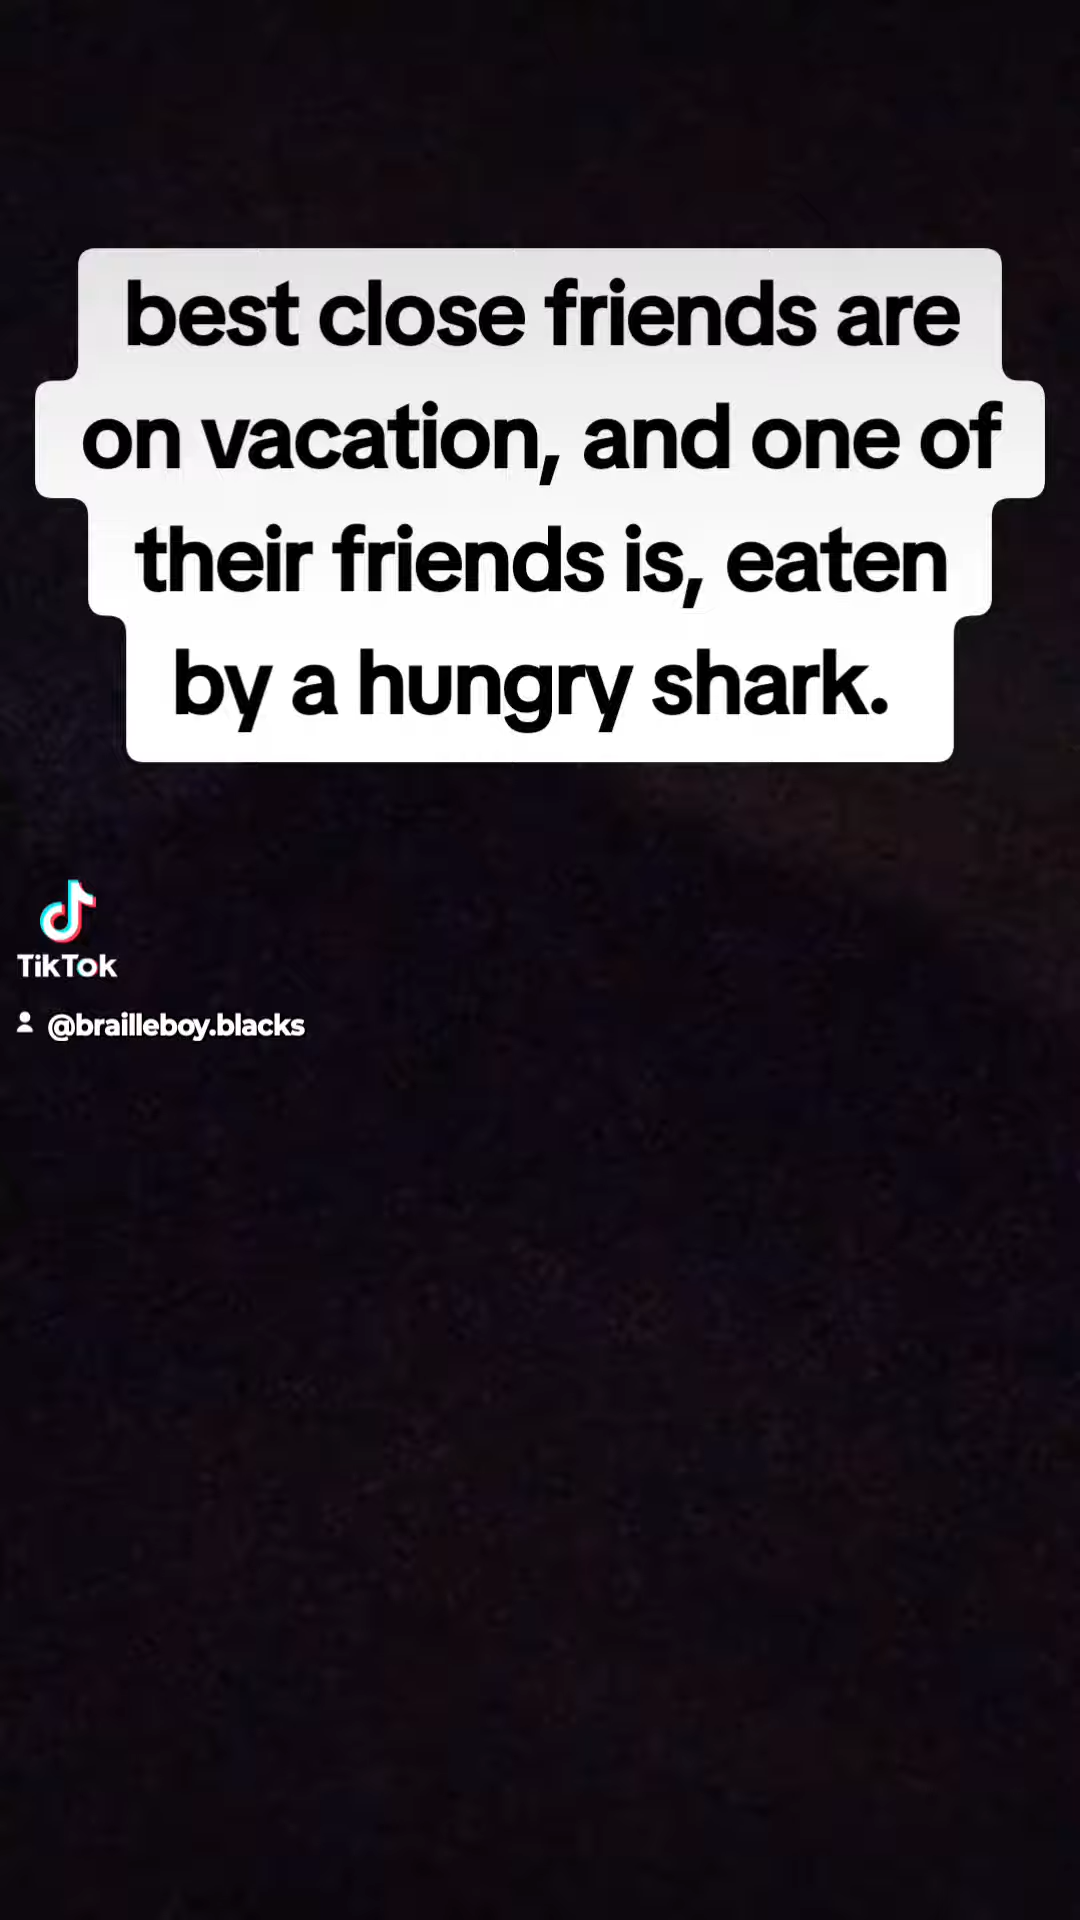 best close friends are
on vacation, and one of
their friends is, eaten
by a hungry shark.
TikTok
@brailleboy.blacks